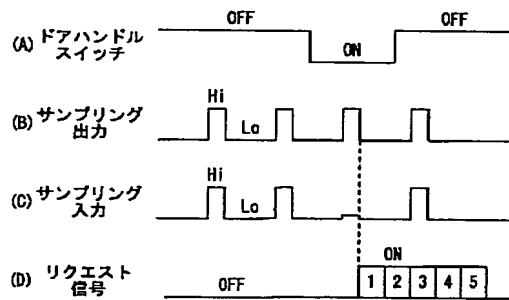 OFF OFF
(A) ドアハンドル
スイッチ
ON
Hi
(B) サンプリング
出力
Lo
Hi
(C) サンプリング
入力
Lo
ON
(D) リクエスト
信号
OFF
1 2 3 4 5